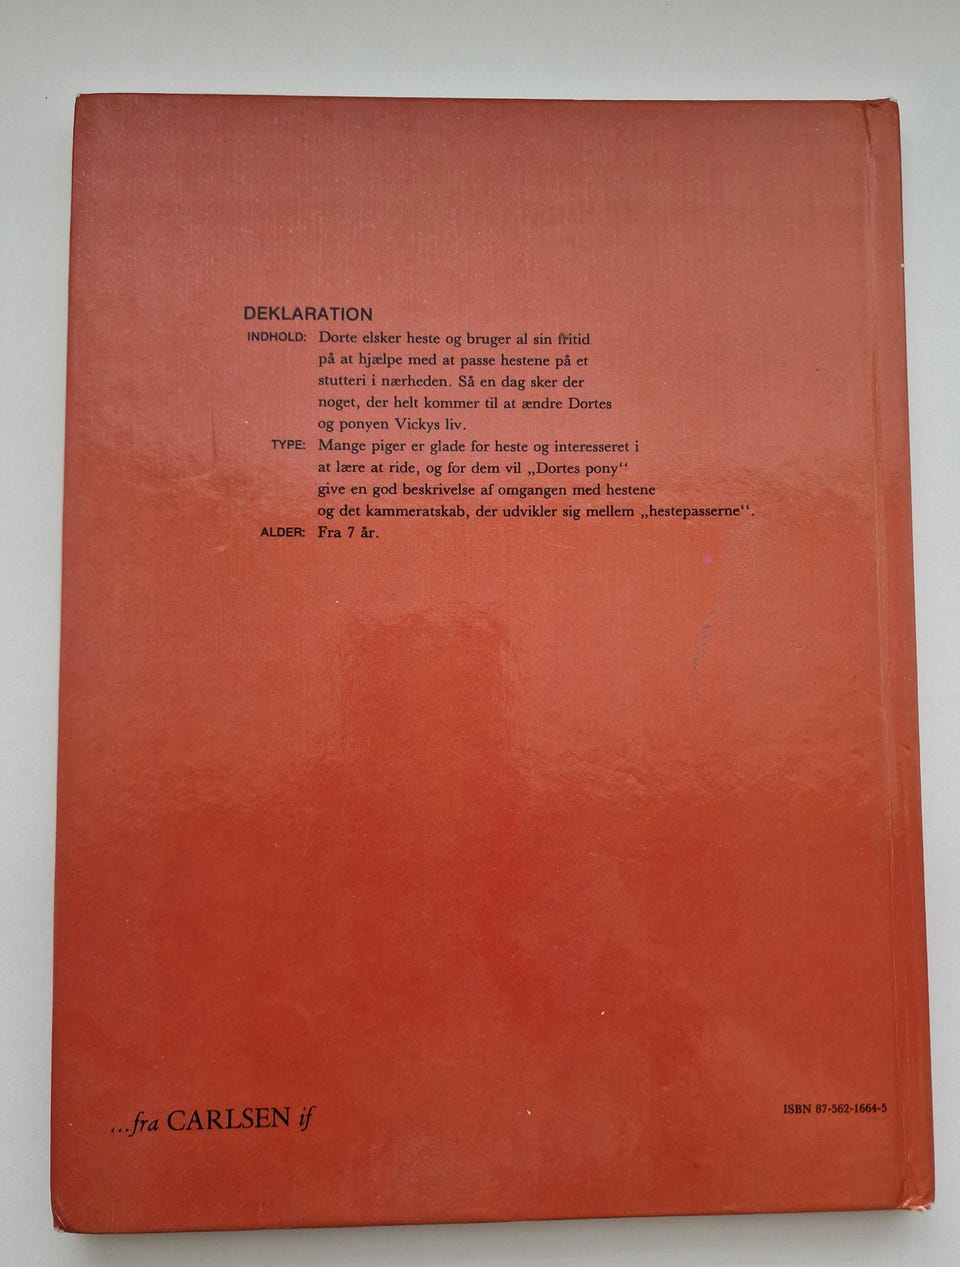 DEKLARATION
INDHOLD: Dorte elsker heste og bruger al sin fritid
på at hjælpe med at passe hestene på et
stutteri i nærheden. Så en dag sker der
noget, der helt kommer til at ændre Dortes
og ponyen Vickys liv.
TYPE: Mange piger er glade for heste og interesseret i
at lære at ride, og for dem vil „Dortes pony“
give en god beskrivelse af omgangen med hestene
og det kammeratskab, der udvikler sig mellem „hestepasserne“.
ALDER: Fra 7 år.
...fra CARLSEN if
ISBN 87-562-1664-5